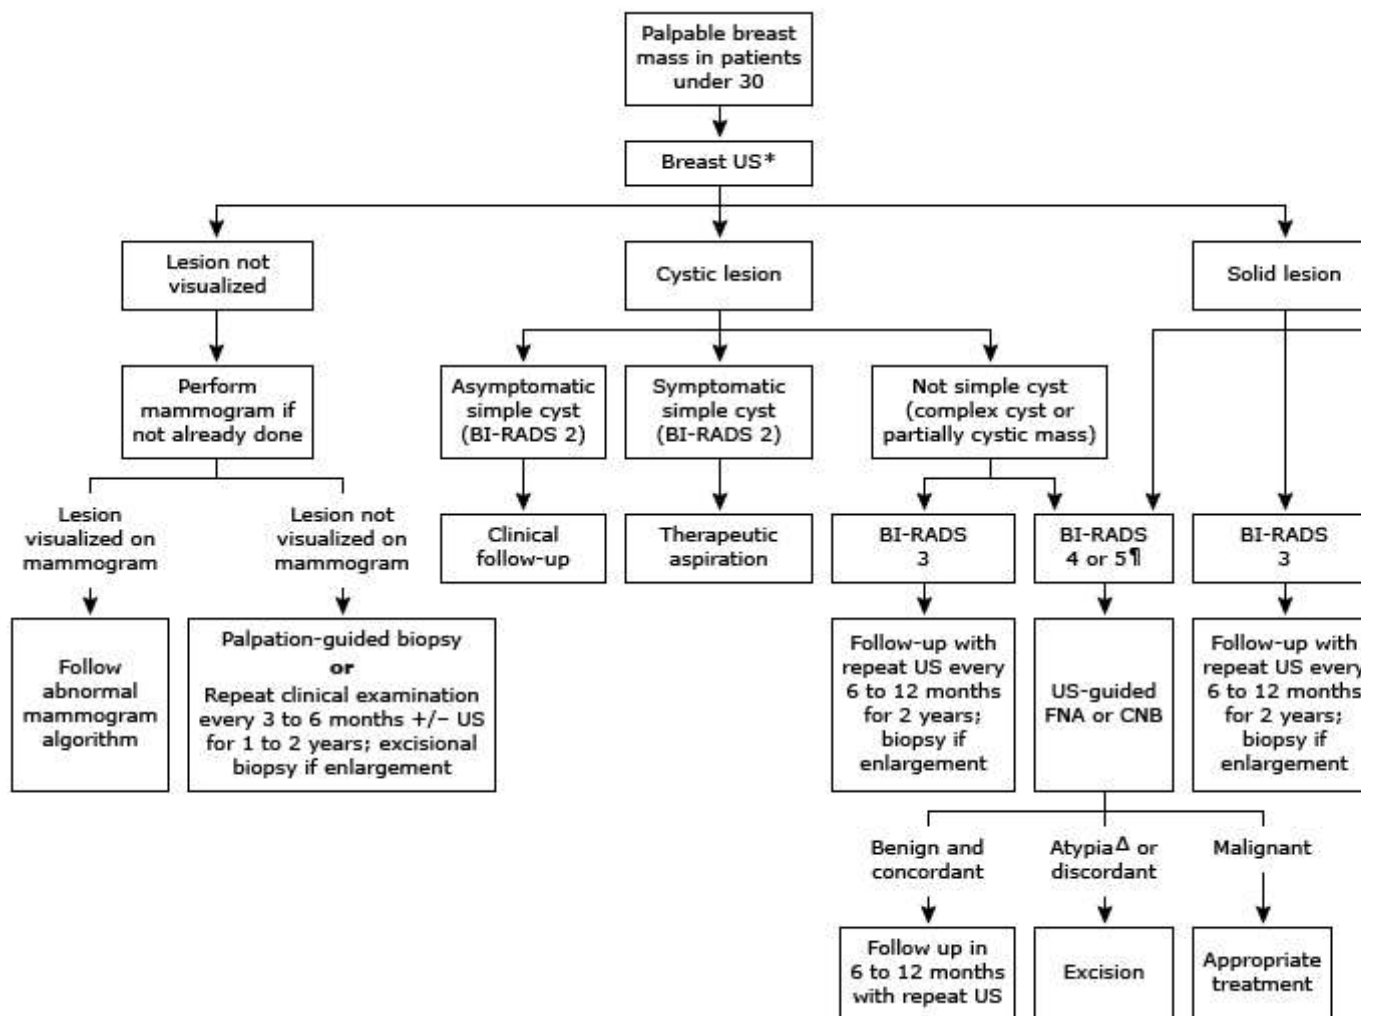 Palpable breast
mass in patients
under 30
Breast US*
Lesion not
visualized
Cystic lesion
Solid lesion
Perform
mammogram if
not already done
Asymptomatic
simple cyst
(BI-RADS 2)
Symptomatic
simple cyst
(BI-RADS 2)
Not simple cyst
(complex cyst or
partially cystic mass)
Lesion
visualized on
mammogram
Lesion not
visualized on
mammogram
Clinical
follow-up
Therapeutic
aspiration
BI-RADS
3
BI-RADS
4 or 5¶
BI-RADS
3
Follow
abnormal
mammogram
algorithm
Palpation-guided biopsy
or
Repeat clinical examination
every 3 to 6 months +/– US
for 1 to 2 years; excisional
biopsy if enlargement
Follow-up with
repeat US every
6 to 12 months
for 2 years;
biopsy if
enlargement
US-guided
FNA or CNB
Follow-up with
repeat US every
6 to 12 months
for 2 years;
biopsy if
enlargement
Benign and
concordant
AtypiaΔ or
discordant
Malignant
Follow up in
6 to 12 months
with repeat US
Excision
Appropriate
treatment